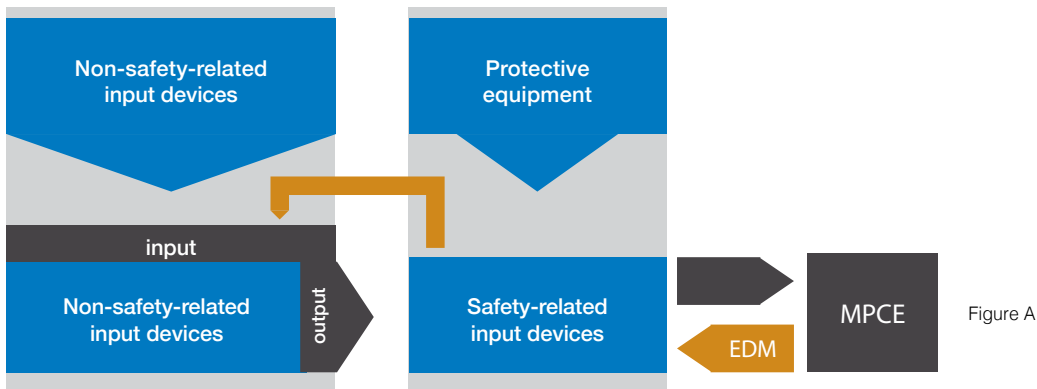 Non-safety-related
input devices
Protective
equipment
input
Non-safety-related
input devices
output
Safety-related
input devices
EDM
MPCE
Figure A